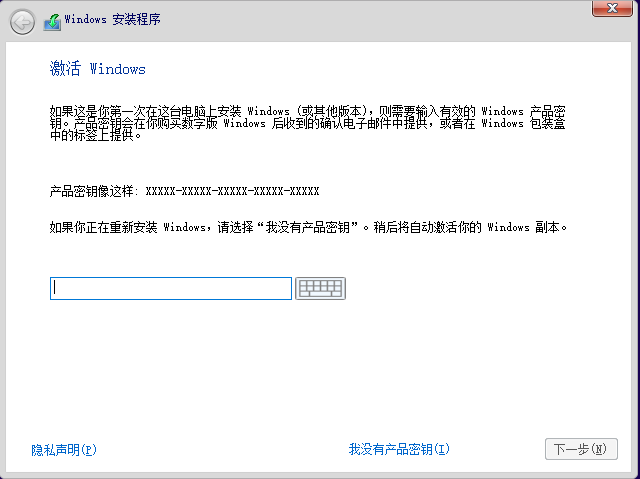 Windows 安装程序
激活 Windows
如果这是你第一次在这台电脑上安装 Windows (或其他版本)，则需要输入有效的 Windows 产品密
钥。产品密钥会在你购买数字版 Windows 后收到的确认电子邮件中提供，或者在 Windows 包装盒
中的标签上提供。
产品密钥像这样: XXXXX-XXXXX-XXXXX-XXXXX-XXXXX
如果你正在重新安装 Windows，请选择“我没有产品密钥”。稍后将自动激活你的 Windows 副本。
隐私声明(P)
我没有产品密钥(I)
下一步(N)